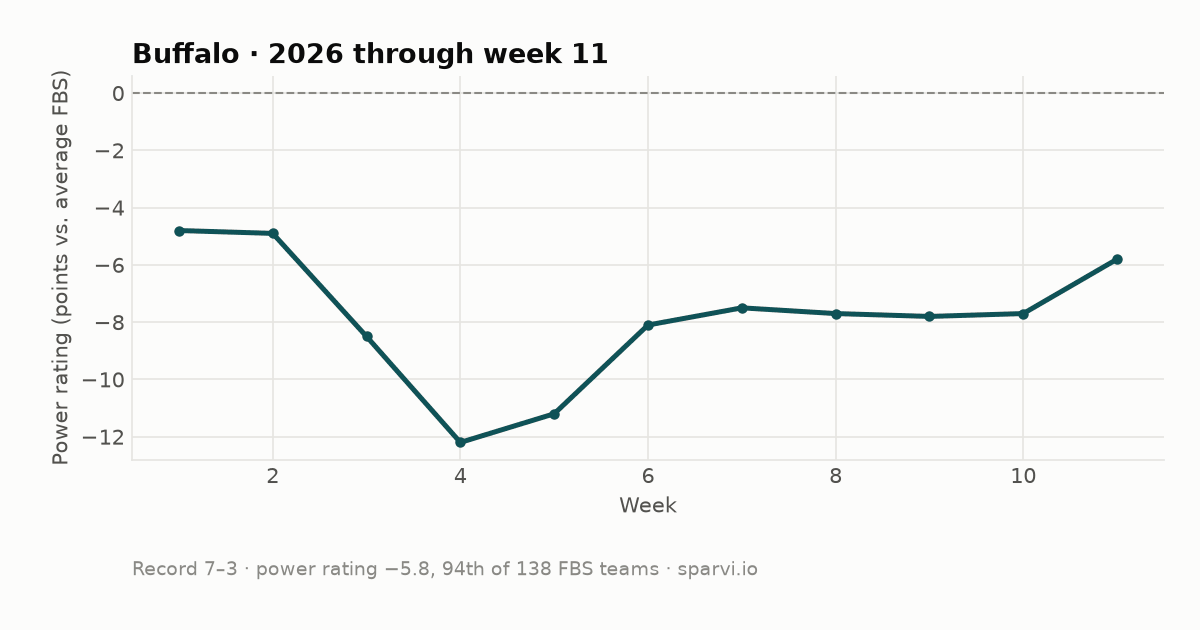 Buffalo · 2026 through week 11
Power rating (points vs. average FBS)
0
−2
−4
−6
−8
−10
−12
2 4 6 8 10
Week
Record 7–3 · power rating −5.8, 94th of 138 FBS teams · sparvi.io